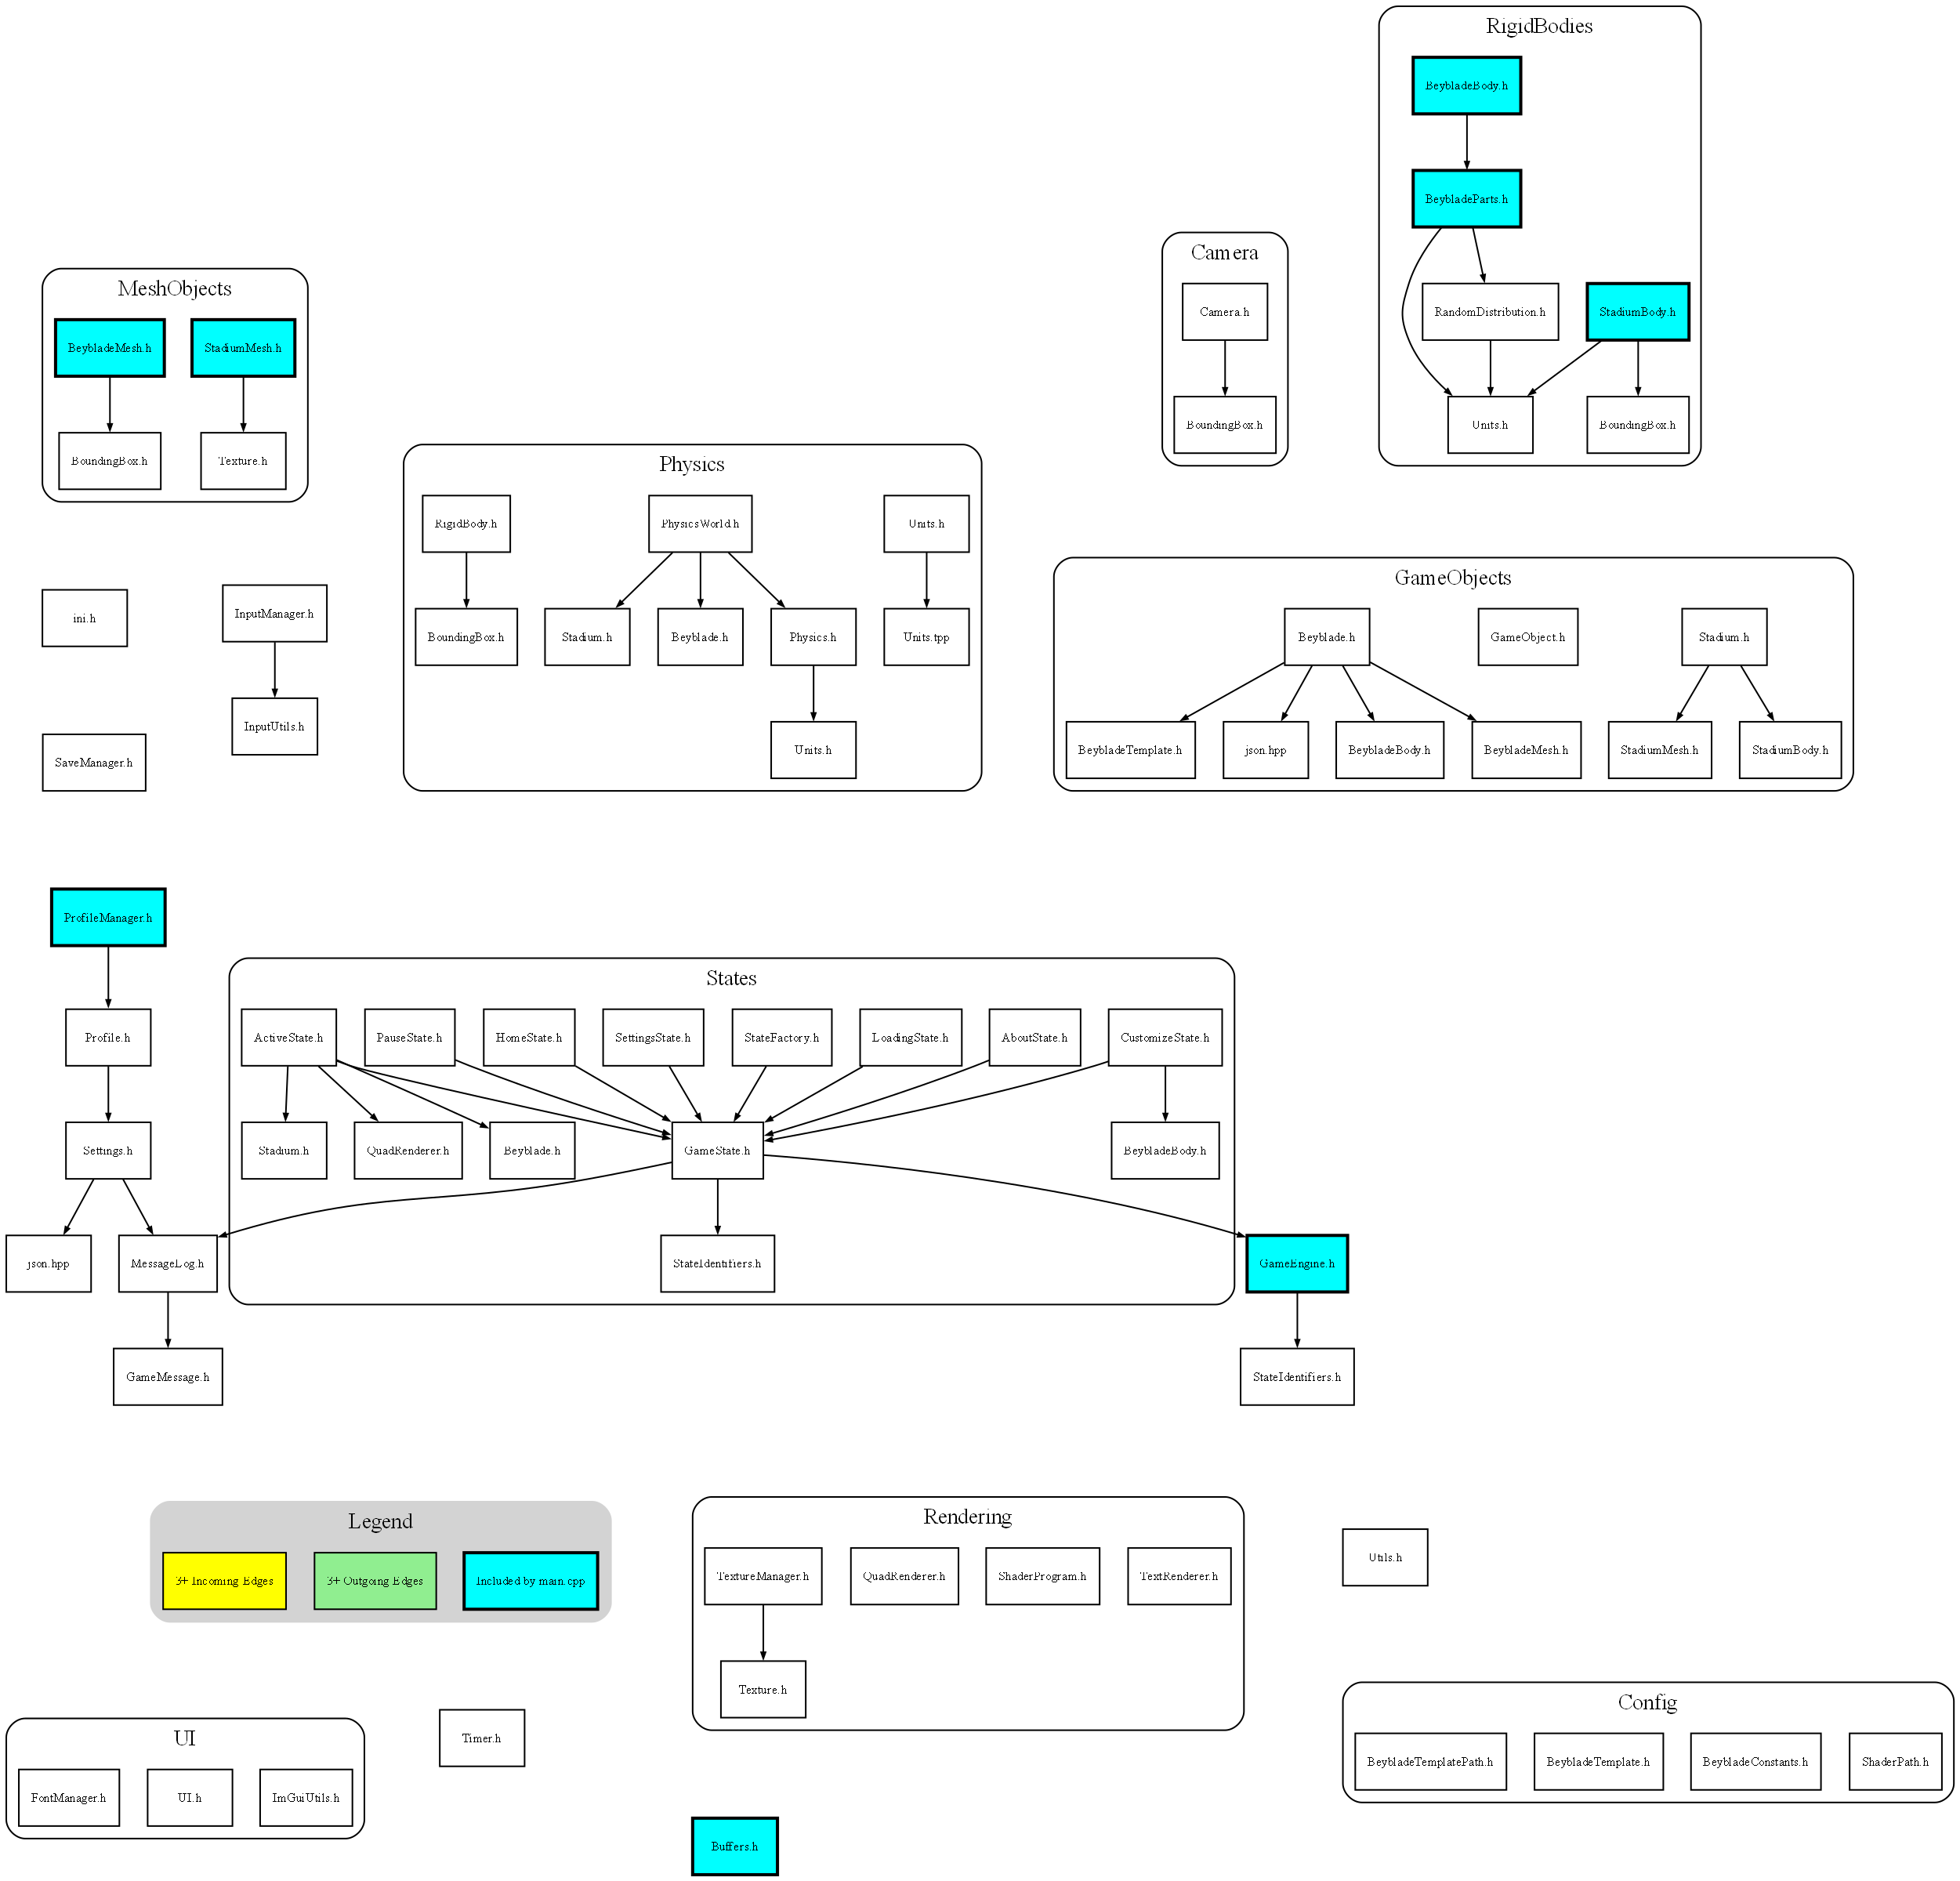 RigidBodies
BeybladeBody.h
BeybladeParts.h
RandomDistribution.h
StadiumBody.h
Units.h
BoundingBox.h
Camera
Camera.h
BoundingBox.h
MeshObjects
BeybladeMesh.h
StadiumMesh.h
BoundingBox.h
Texture.h
Physics
RigidBody.h
PhysicsWorld.h
Units.h
BoundingBox.h
Stadium.h
Beyblade.h
Physics.h
Units.tpp
Units.h
GameObjects
Beyblade.h
GameObject.h
Stadium.h
BeybladeTemplate.h
json.hpp
BeybladeBody.h
BeybladeMesh.h
StadiumMesh.h
StadiumBody.h
ini.h
InputManager.h
InputUtils.h
SaveManager.h
ProfileManager.h
Profile.h
Settings.h
json.hpp
MessageLog.h
GameMessage.h
States
ActiveState.h
PauseState.h
HomeState.h
SettingsState.h
StateFactory.h
LoadingState.h
AboutState.h
CustomizeState.h
Stadium.h
QuadRenderer.h
Beyblade.h
GameState.h
BeybladeBody.h
StateIdentifiers.h
GameEngine.h
StateIdentifiers.h
Legend
3+ Incoming Edges
3+ Outgoing Edges
Included by main.cpp
Rendering
TextureManager.h
QuadRenderer.h
ShaderProgram.h
TextRenderer.h
Texture.h
Utils.h
Config
BeybladeTemplatePath.h
BeybladeTemplate.h
BeybladeConstants.h
ShaderPath.h
UI
FontManager.h
UI.h
ImGuiUtils.h
Timer.h
Buffers.h